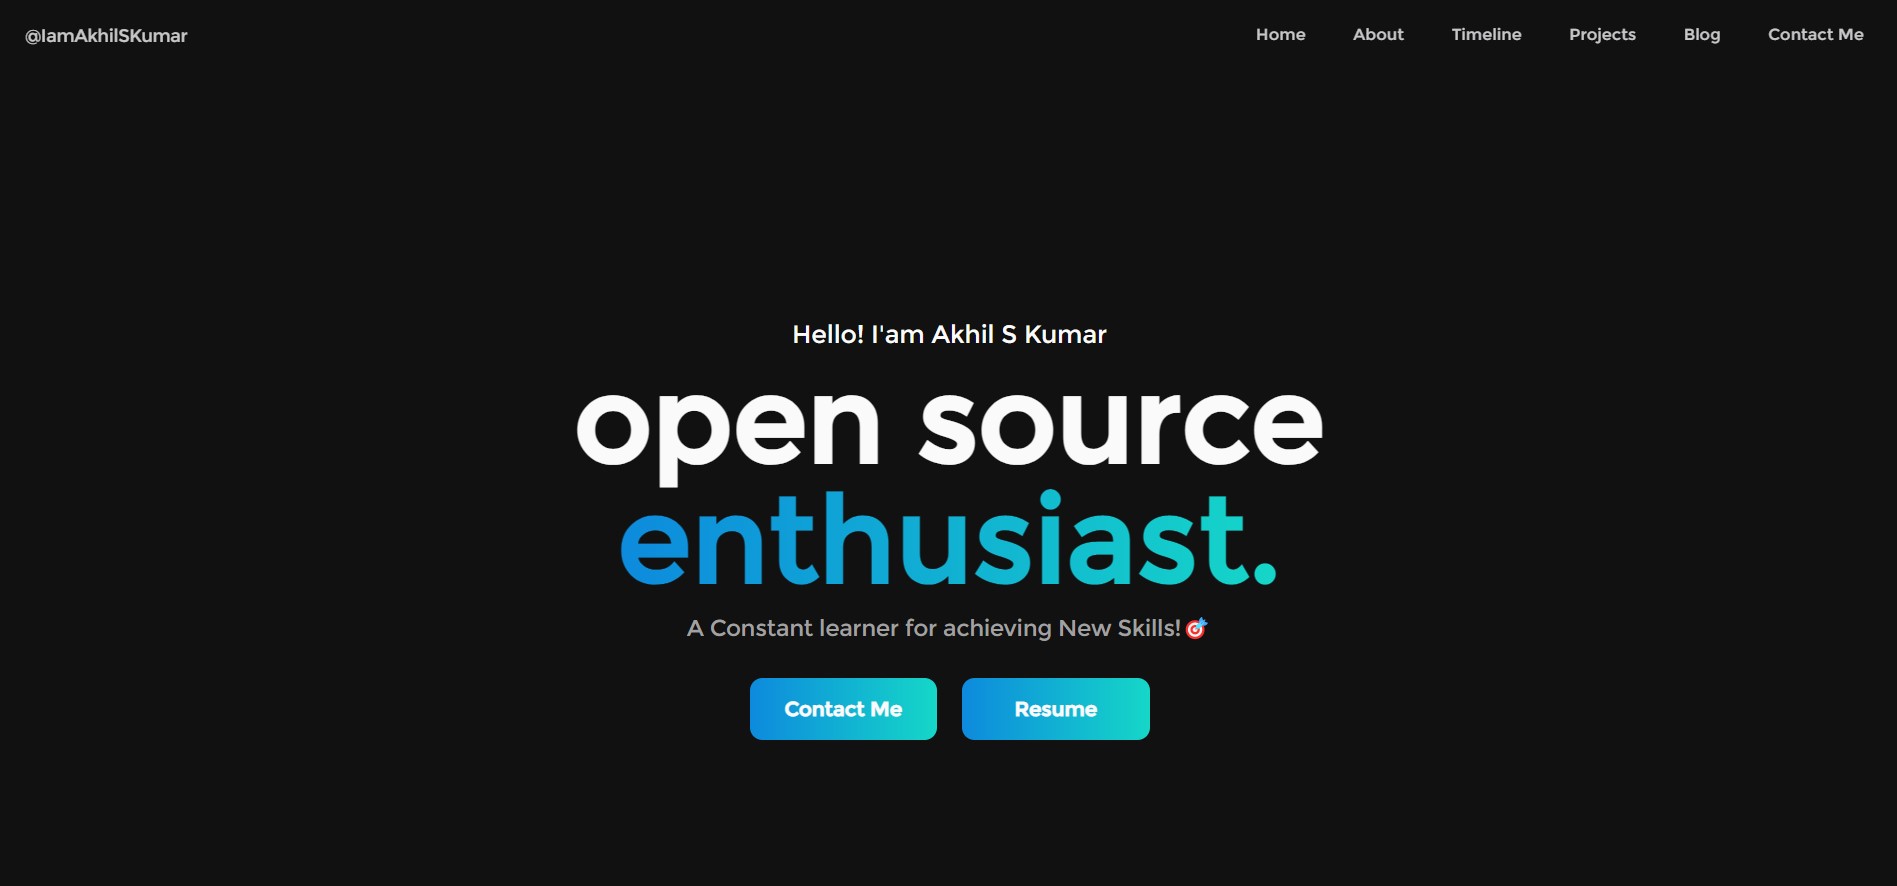 @IamAkhilSKumar
Home About Timeline Projects Blog Contact Me
Hello! I'am Akhil S Kumar
open source
enthusiast.
A Constant learner for achieving New Skills!🎯
Contact Me Resume